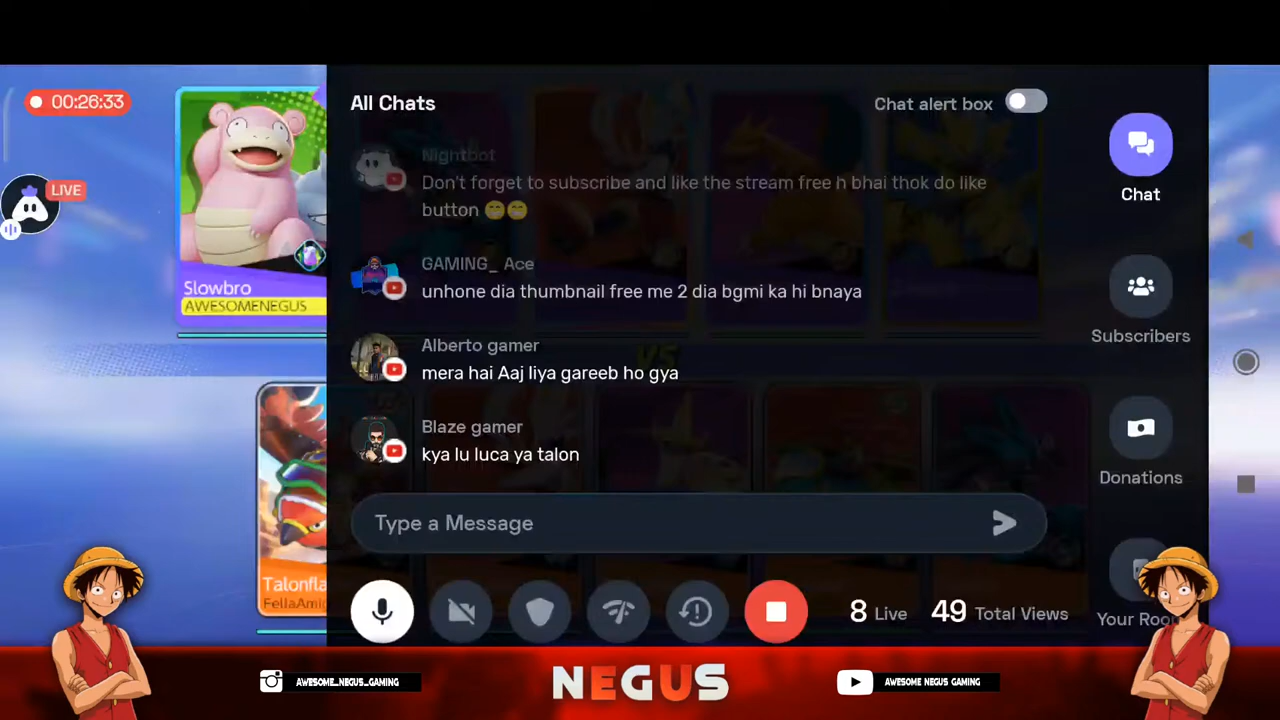 00:26:33
All Chats
Chat alert box
Nightbot
Don't forget to subscribe and like the stream free h bhai thok do like
button 😁😁
LIVE
Chat
GAMING_ Ace
unhone dia thumbnail free me 2 dia bgmi ka hi bnaya
Slowbro
AWESOMENEGUS
Subscribers
Alberto gamer
mera hai Aaj liya gareeb ho gya
VS
Blaze gamer
kya lu luca ya talon
Donations
Type a Message
Talonfla
FellaAmig
8 Live
49 Total Views
Your Roo
AWESOME_NEGUS_GAMING
NEGUS
AWESOME NEGUS GAMING